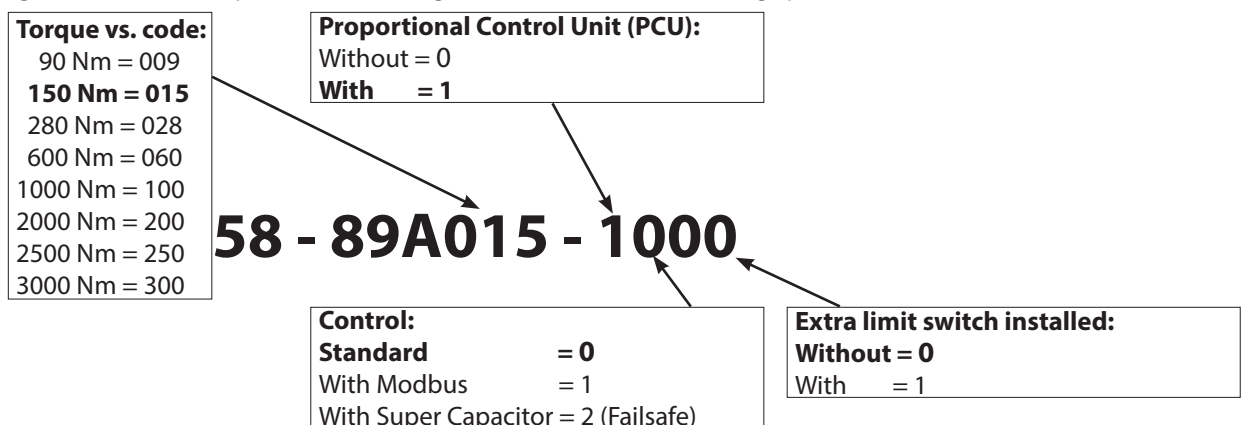 Torque vs. code:
90 Nm = 009
150 Nm = 015
280 Nm = 028
600 Nm = 060
1000 Nm = 100
2000 Nm = 200
2500 Nm = 250
3000 Nm = 300
Proportional Control Unit (PCU):
Without = 0
With = 1
58 - 89A015 - 1000
Control:
Standard = 0
With Modbus = 1
With Super Capacitor = 2 (Failsafe)
Extra limit switch installed:
Without = 0
With = 1